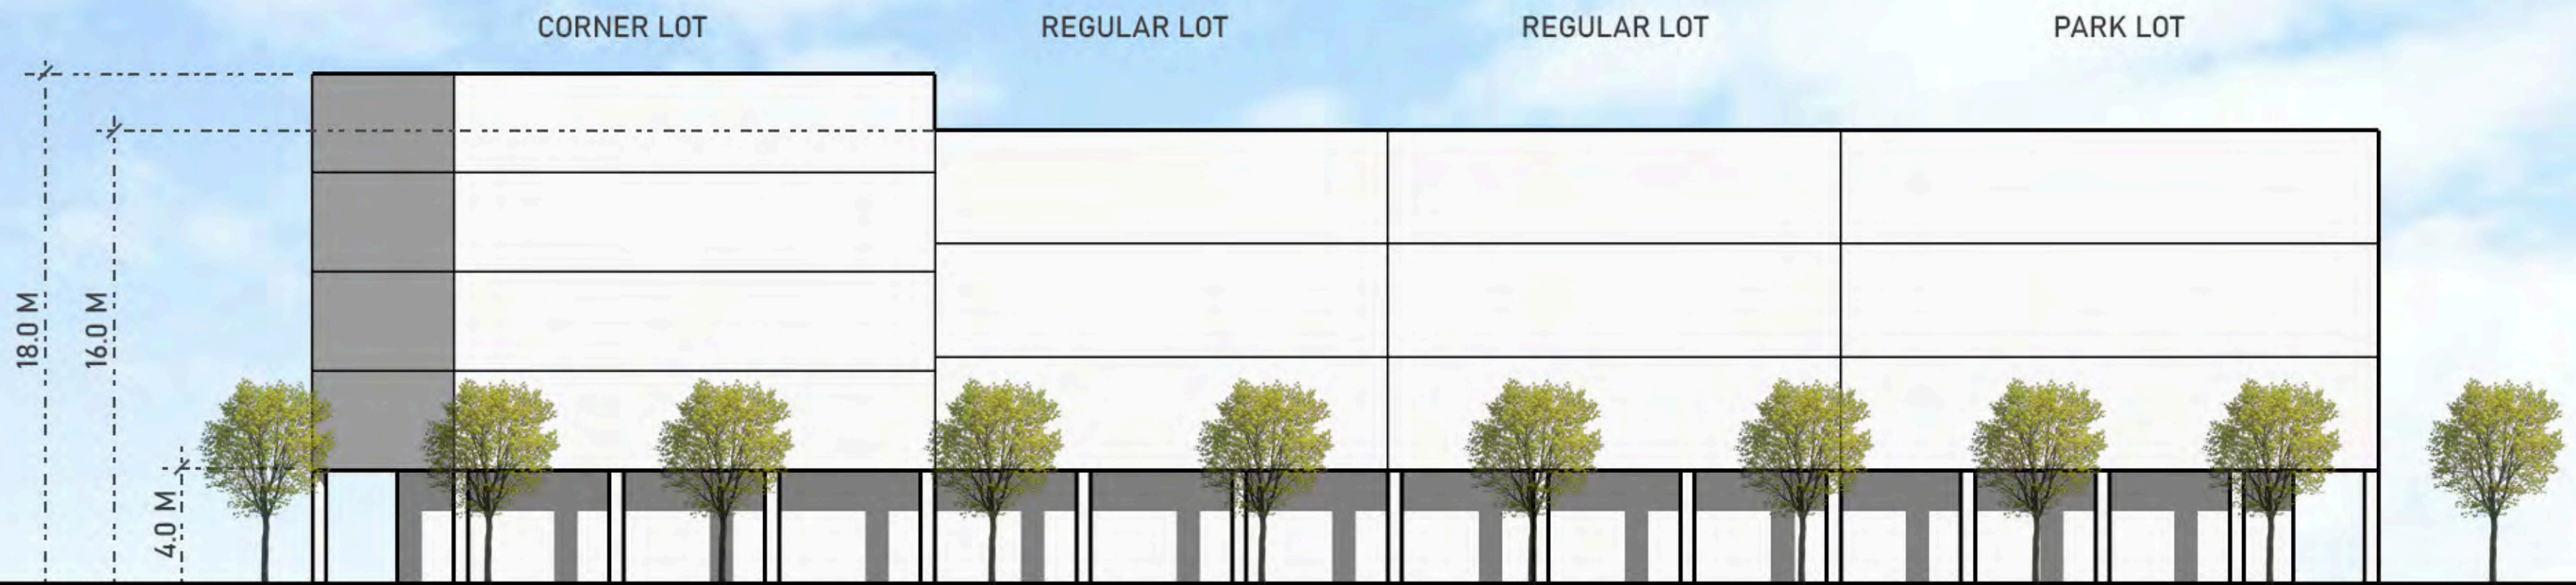 CORNER LOT
REGULAR LOT
REGULAR LOT
PARK LOT
18.0 M
16.0 M
4.0 M